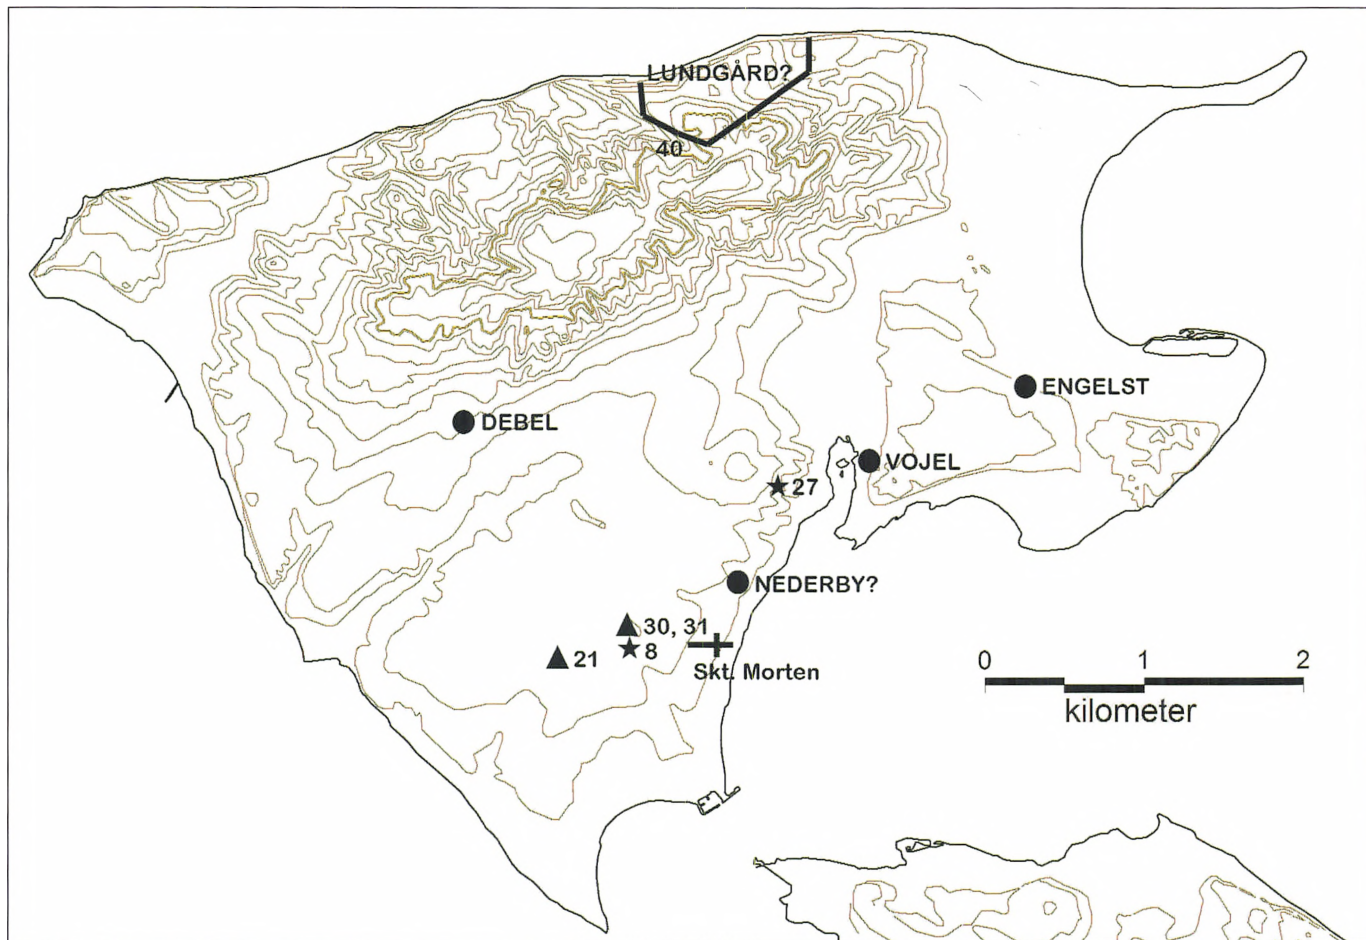 LUNDGÅRD?
40
ENGELST
DEBEL
VOJEL
27
NEDERBY?
30, 31
8
21
Skt. Morten
0 1 2
kilometer